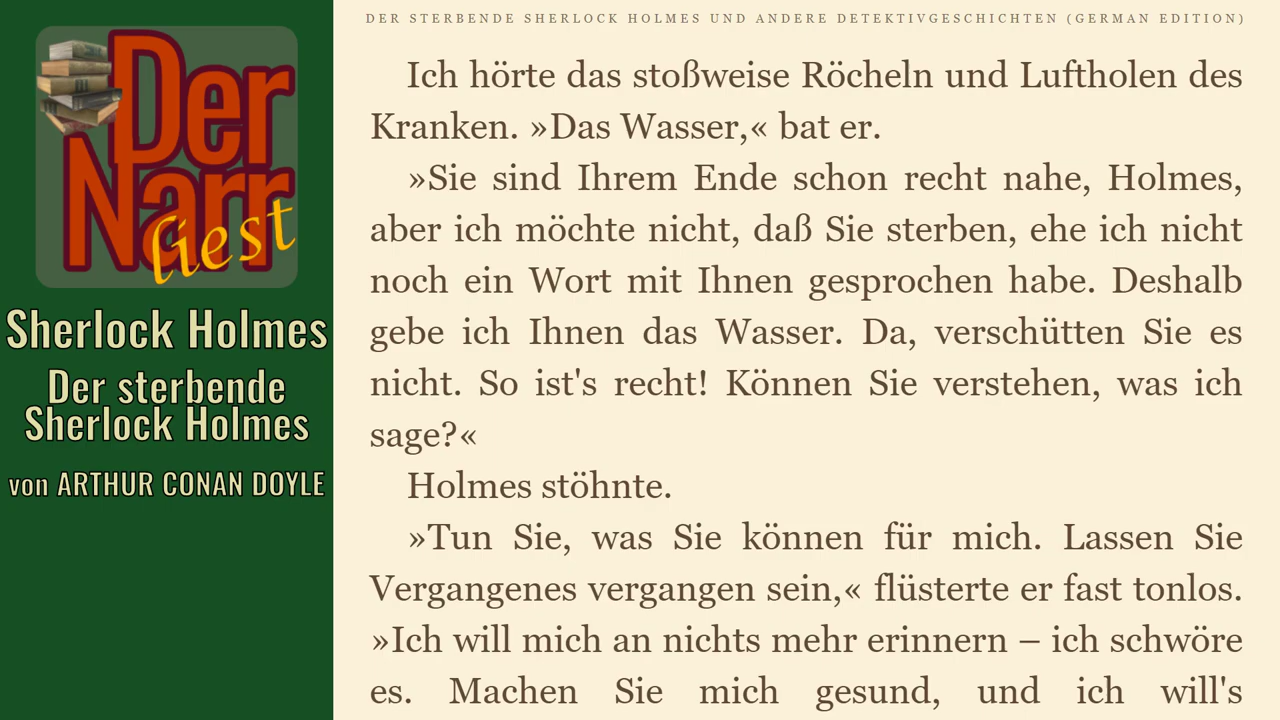 Der
Narr
liest
Sherlock Holmes
Der sterbende
Sherlock Holmes
von ARTHUR CONAN DOYLE
DER STERBENDE SHERLOCK HOLMES UND ANDERE DETEKTIVGESCHICHTEN (GERMAN EDITION)
Ich hörte das stoßweise Röcheln und Luftholen des
Kranken. »Das Wasser,« bat er.
»Sie sind Ihrem Ende schon recht nahe, Holmes,
aber ich möchte nicht, daß Sie sterben, ehe ich nicht
noch ein Wort mit Ihnen gesprochen habe. Deshalb
gebe ich Ihnen das Wasser. Da, verschütten Sie es
nicht. So ist's recht! Können Sie verstehen, was ich
sage?«
Holmes stöhnte.
»Tun Sie, was Sie können für mich. Lassen Sie
Vergangenes vergangen sein,« flüsterte er fast tonlos.
»Ich will mich an nichts mehr erinnern – ich schwöre
es. Machen Sie mich gesund, und ich will's